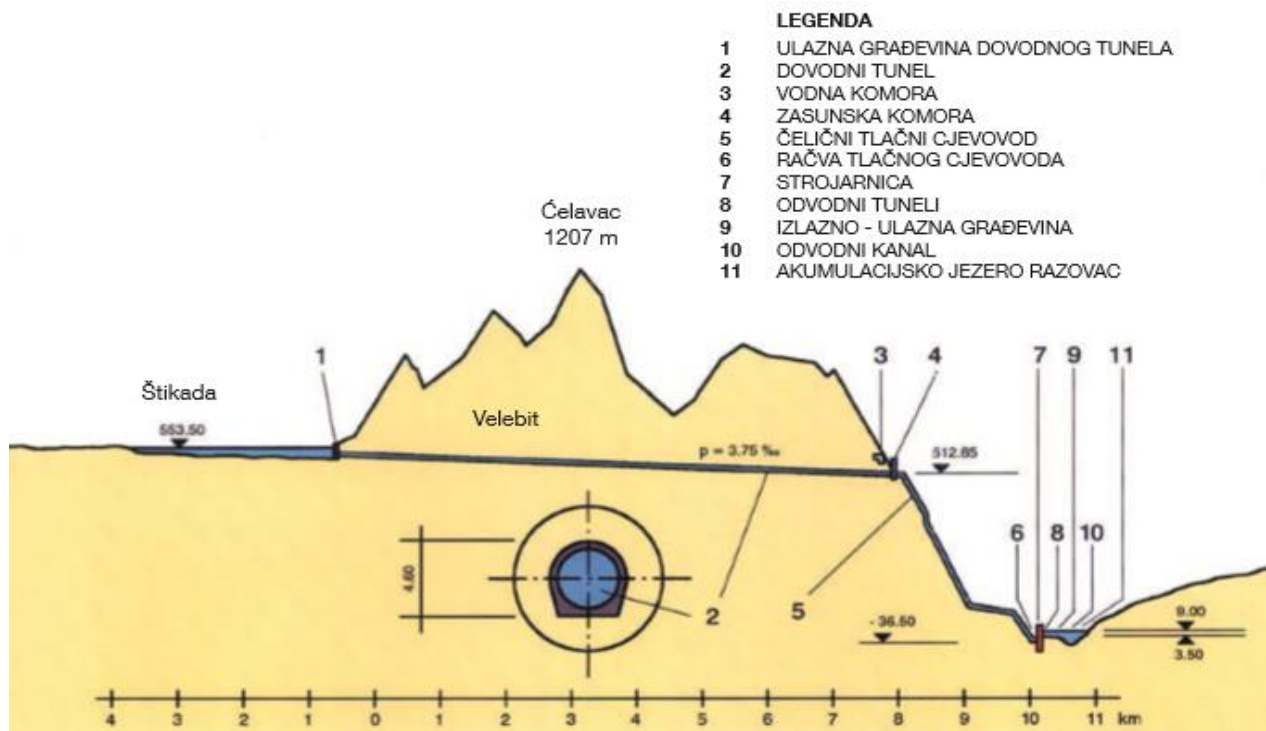 LEGENDA
1 ULAZNA GRAĐEVINA DOVODNOG TUNELA
2 DOVODNI TUNEL
3 VODNA KOMORA
4 ZASUNSKA KOMORA
5 ČELIČNI TLAČNI CJEVOVOD
6 RAČVA TLAČNOG CJEVOVODA
7 STROJARNICA
8 ODVODNI TUNELI
9 IZLAZNO - ULAZNA GRAĐEVINA
10 ODVODNI KANAL
11 AKUMULACIJSKO JEZERO RAZOVAC
Ćelavac
1207 m
1
3 4 7 9 11
Štikada
553.50
Velebit
p = 3.75 ‰
512.85
6 8 10
4.60
2
5
- 36.50
9.00
3.50
4 3 2 1 0 1 2 3 4 5 6 7 8 9 10 11 km